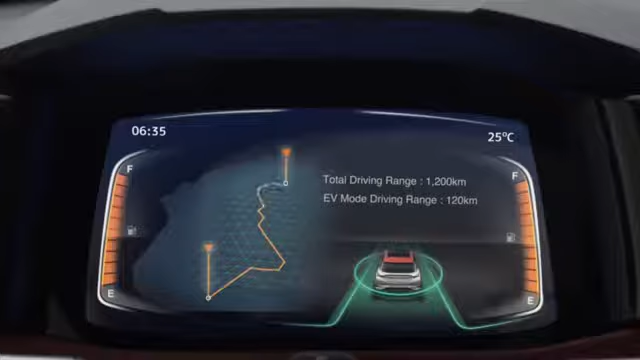 06:35
25°C
F
F
Total Driving Range : 1,200km
EV Mode Driving Range : 120km
E
E